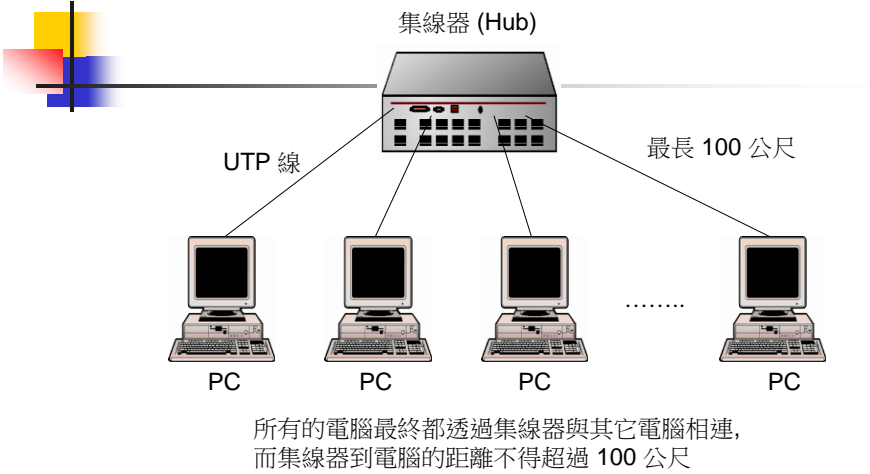 集線器 (Hub)
UTP 線
最長 100 公尺
……..
PC
PC
PC
PC
所有的電腦最終都透過集線器與其它電腦相連,
而集線器到電腦的距離不得超過 100 公尺